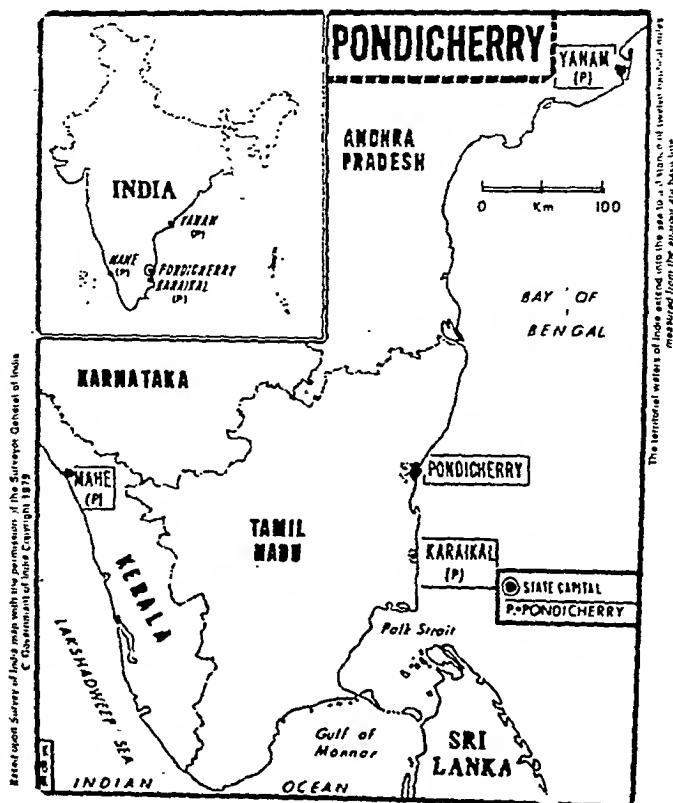 PONDICHERRY
YANAM
(P)
ANDHRA
PRADESH
0 Km 100
INDIA
YANAM
(P)
MAHE
(P)
PONDICHERRY
KARAIKAL
(P)
BAY OF
BENGAL
KARNATAKA
MAHE
(P)
PONDICHERRY
TAMIL
NADU
KARAIKAL
(P)
KERALA
STATE CAPITAL
P.=PONDICHERRY
Palk Strait
LAKSHADWEEP SEA
Gulf of
Mannar
SRI
LANKA
INDIAN OCEAN
Based upon Survey of India map with the permission of the Surveyor General of India
© Government of India Copyright 1979
The territorial waters of India extend into the sea to a distance of twelve nautical miles
measured from the appropriate base line